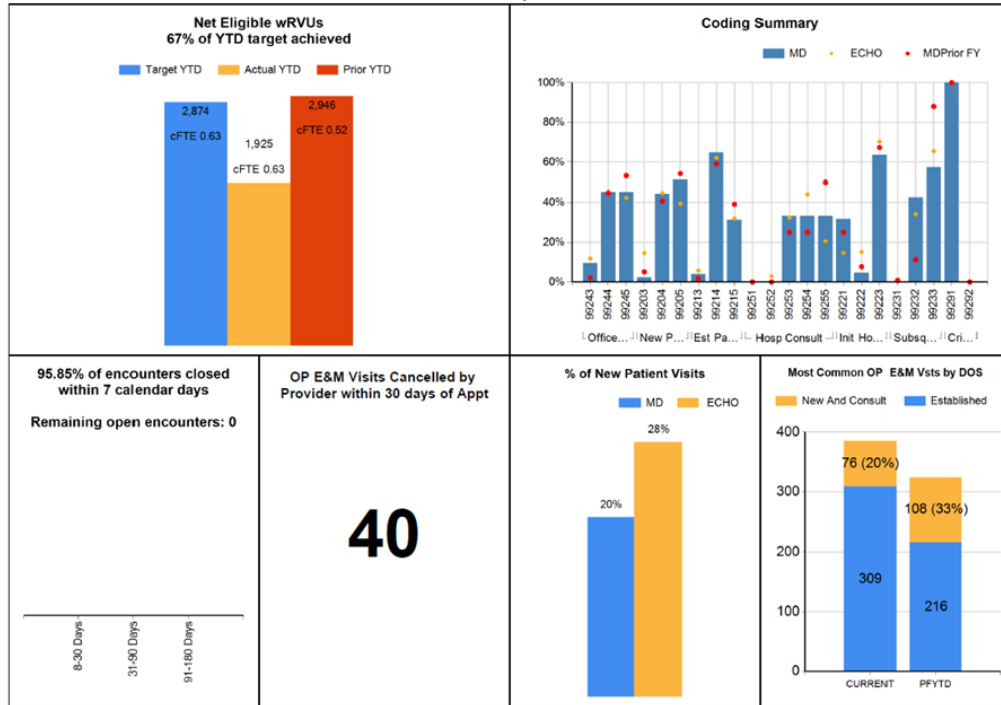 Net Eligible wRVUs
67% of YTD target achieved
Target YTD Actual YTD Prior YTD
2,874
cFTE 0.63
1,925
cFTE 0.63
2,946
cFTE 0.52
Coding Summary
MD ECHO MDPrior FY
100%
80%
60%
40%
20%
0%
99243 99244 99245 99203 99204 99205 99213 99214 99215 99251 99252 99253 99254 99255 99221 99222 99223 99231 99232 99233 99291 99292
Office... New P... Est Pa... Hosp Consult Init Ho... Subsq... Cri...
95.85% of encounters closed
within 7 calendar days
Remaining open encounters: 0
8-30 Days
31-90 Days
91-180 Days
OP E&M Visits Cancelled by
Provider within 30 days of Appt
40
% of New Patient Visits
MD ECHO
20%
28%
Most Common OP E&M Vsts by DOS
New And Consult Established
400
300
200
100
0
76 (20%)
309
108 (33%)
216
CURRENT PFYTD